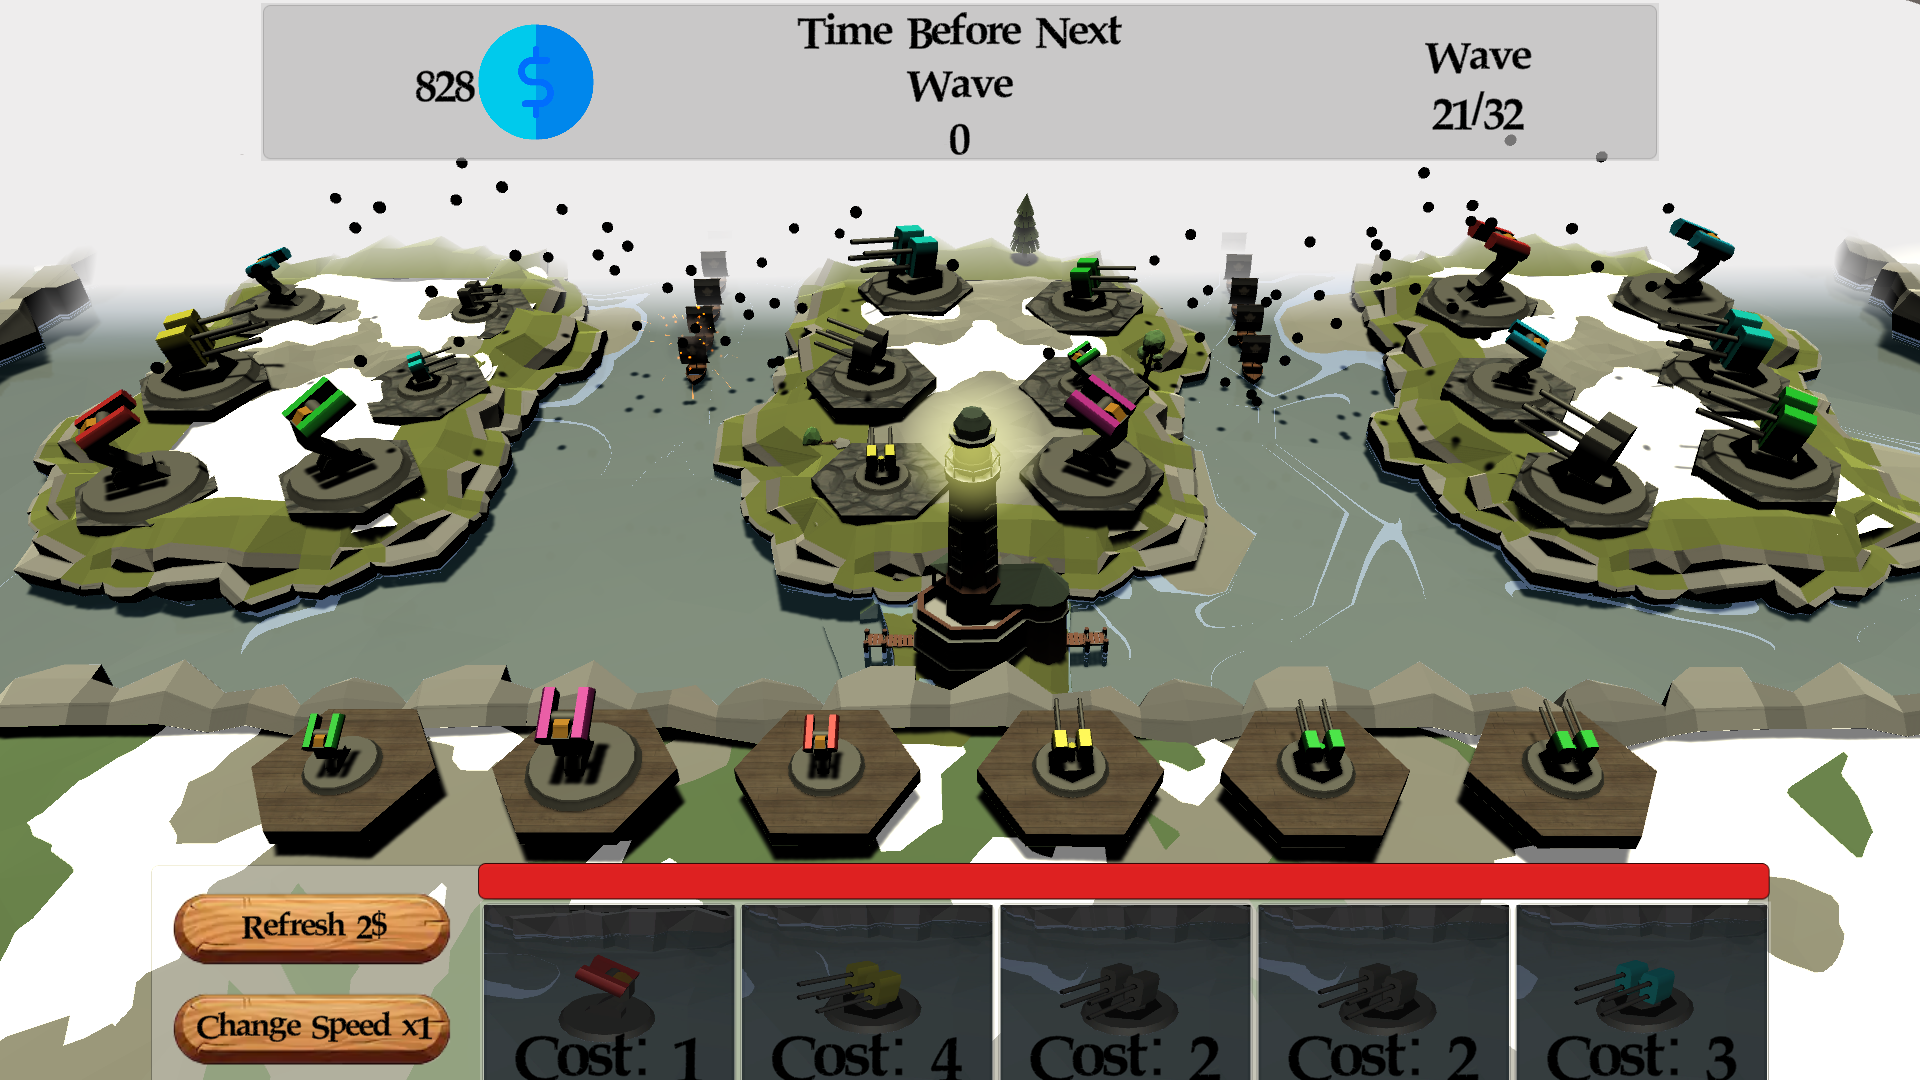 828
$
Time Before Next
Wave
0
Wave
21/32
Refresh 2$
Change Speed x1
Cost: 1
Cost: 4
Cost: 2
Cost: 2
Cost: 3